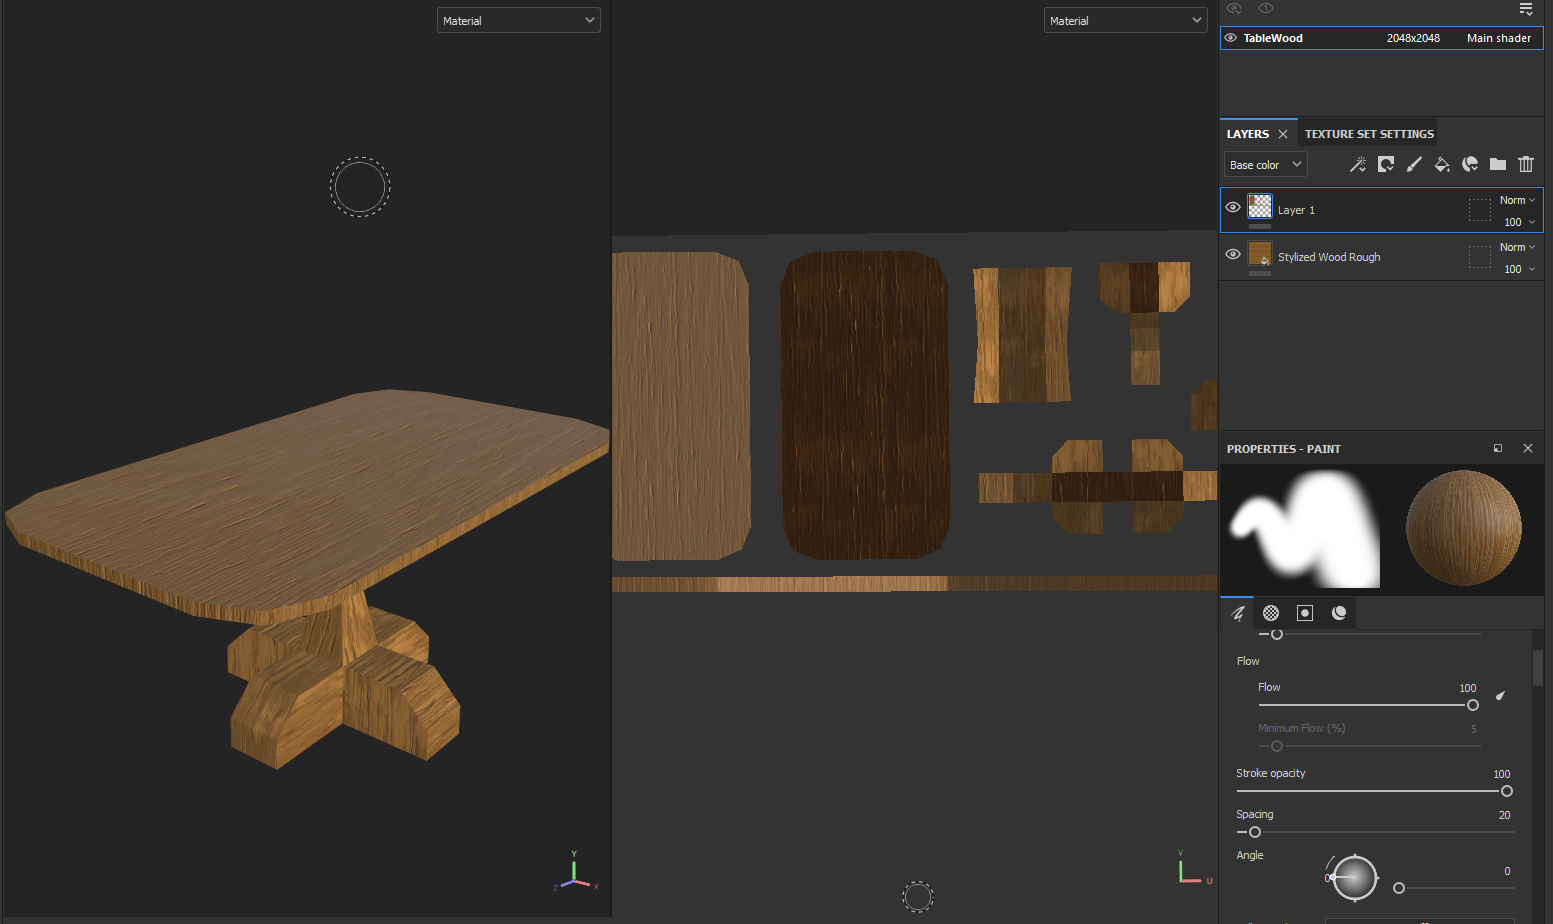 Material
Material
TableWood 2048x2048 Main shader
LAYERS TEXTURE SET SETTINGS
Base color
Norm
Layer 1
100
Norm
Stylized Wood Rough
100
PROPERTIES - PAINT
Flow
Flow 100
Minimum Flow (%) 5
Stroke opacity 100
Spacing 20
Angle
0 0
Y
Z X
V
U